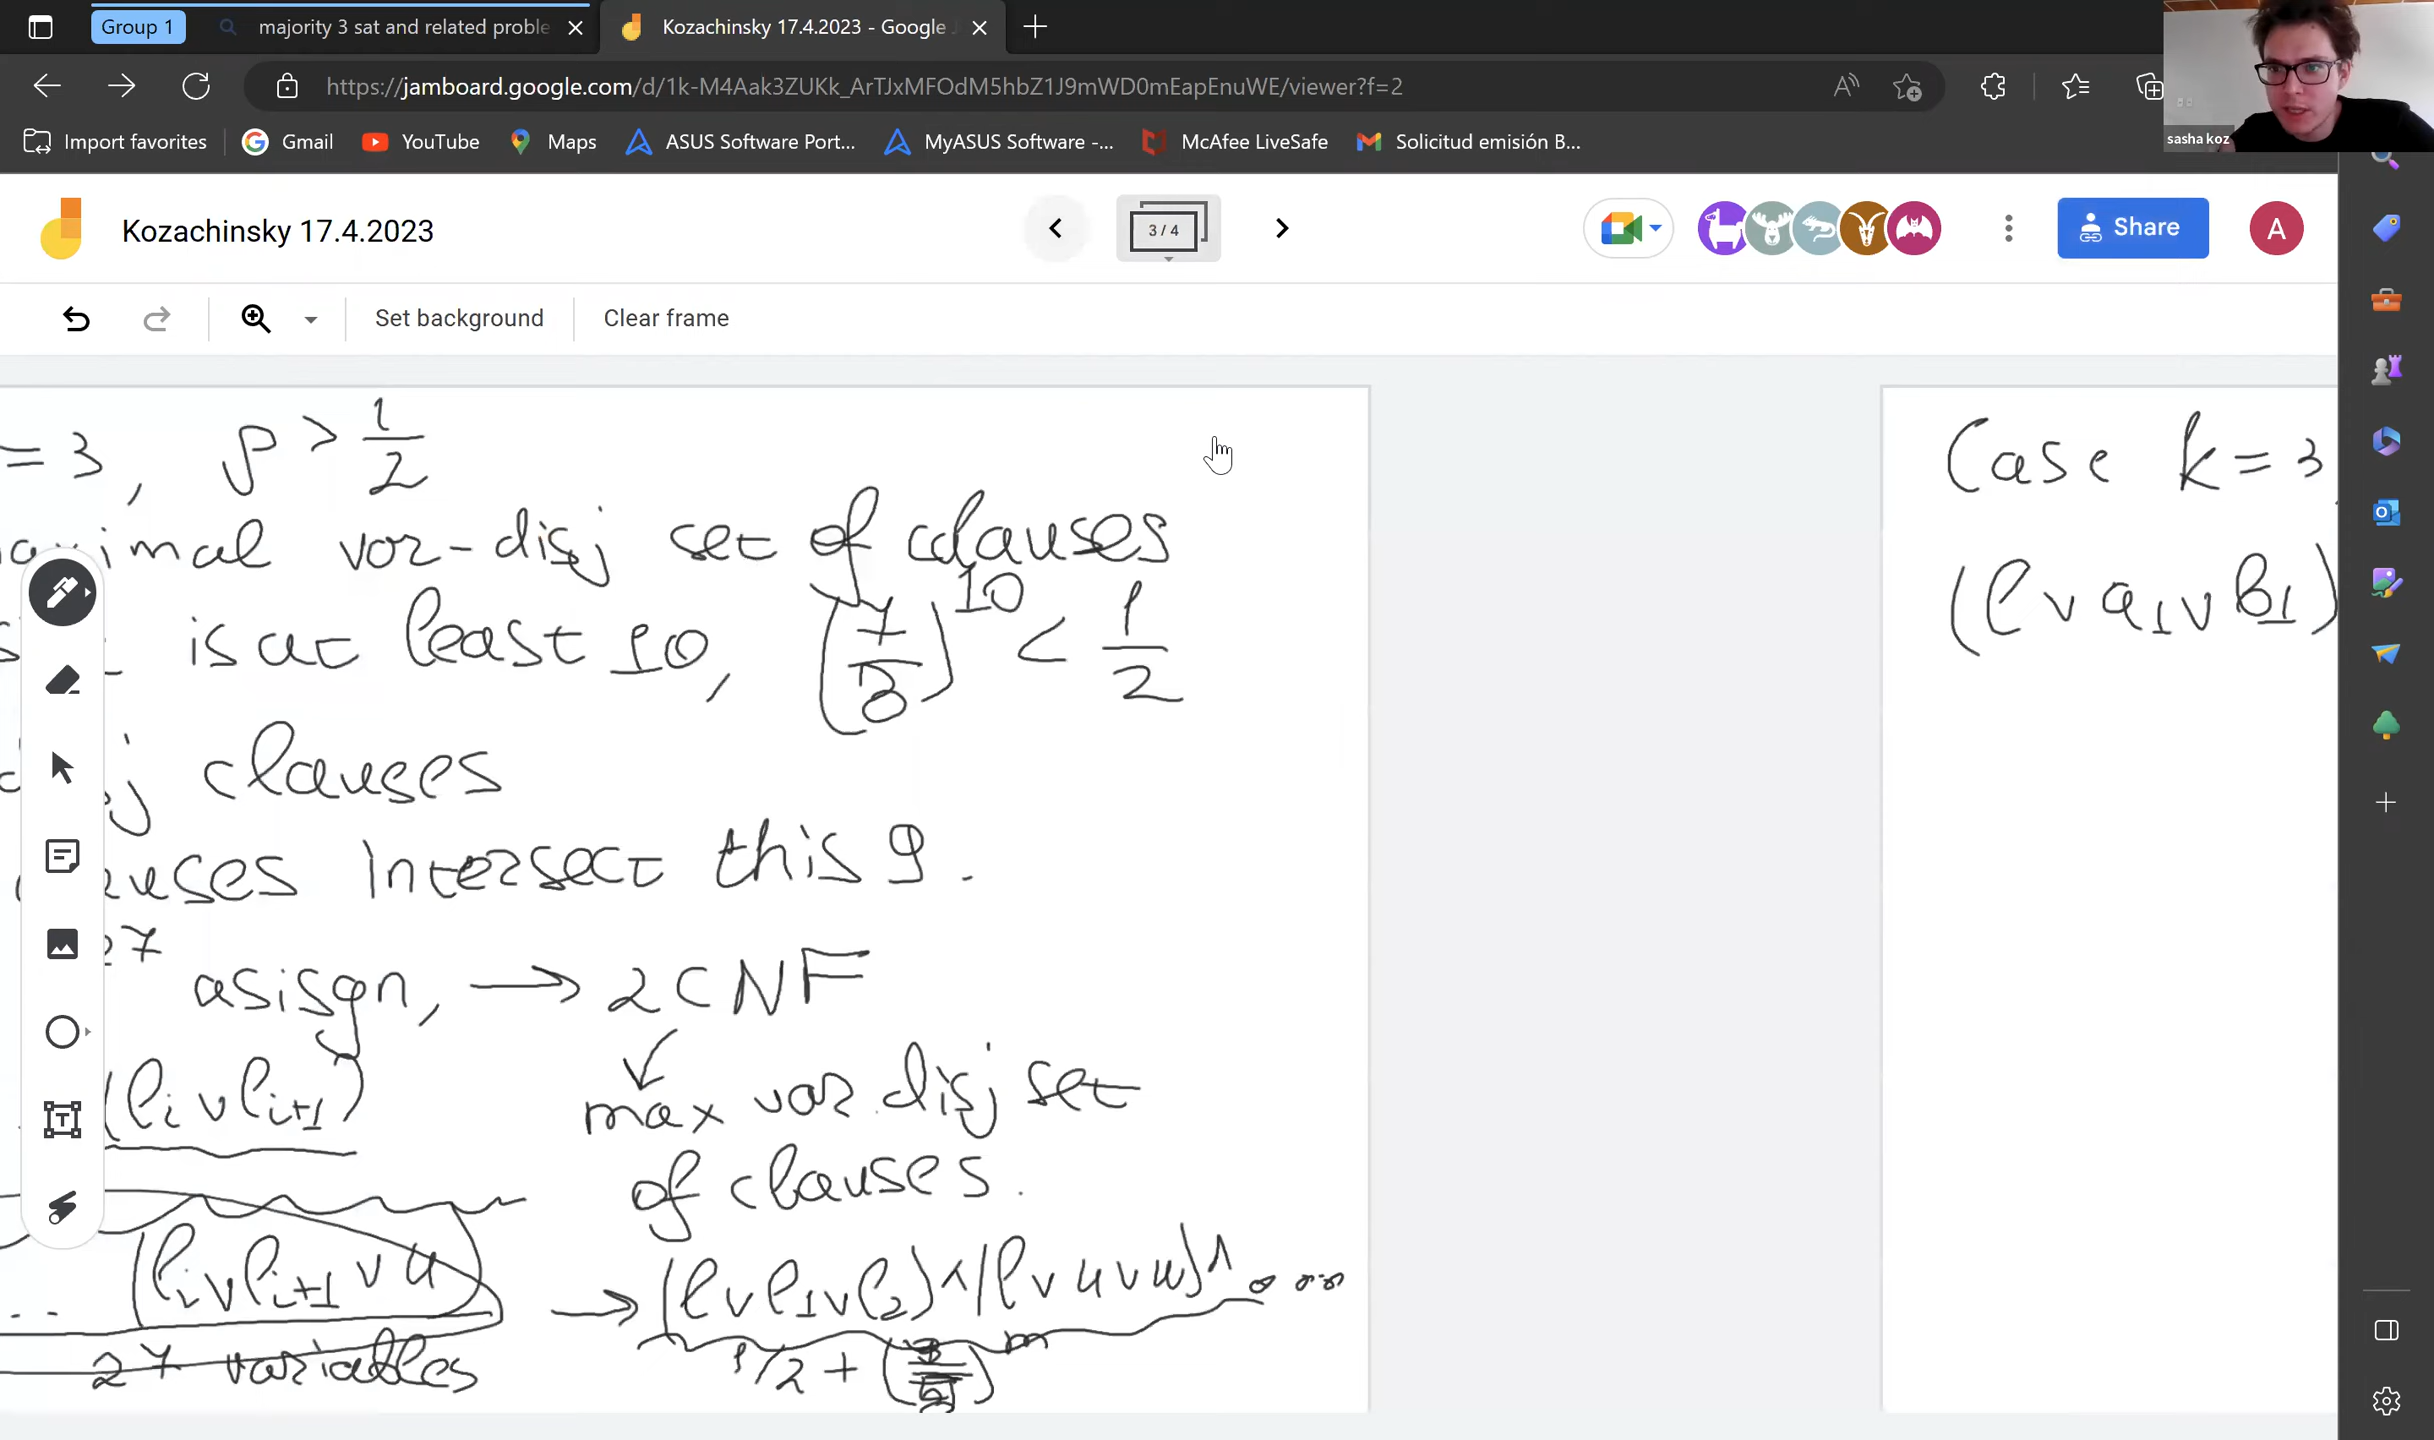 Group 1
majority 3 sat and related proble
Kozachinsky 17.4.2023 - Google J
https://jamboard.google.com/d/1k-M4Aak3ZUKk_ArTJxMFOdM5hbZ1J9mWD0mEapEnuWE/viewer?f=2
Import favorites
Gmail
YouTube
Maps
ASUS Software Port...
MyASUS Software -...
McAfee LiveSafe
Solicitud emisión B...
sasha koz
Kozachinsky 17.4.2023
3 / 4
Share
A
Set background
Clear frame
= 3, ρ > 1/2
aximal var-disj set of clauses
is at least 10, (7/8)^10 < 1/2
j clauses
auses intersect this 9.
27 asisgn, → 2CNF
(l_i ∨ l_{i+1})
max var disj set
of clauses.
... (l_i ∨ l_{i+1} ∨ u) → (l ∨ l_1 ∨ l_2) ∧ (l ∨ u ∨ w) ∧ ...
27 variables
1/2 + ( )^m
Case k = 3,
(l ∨ a_1 ∨ b_1)